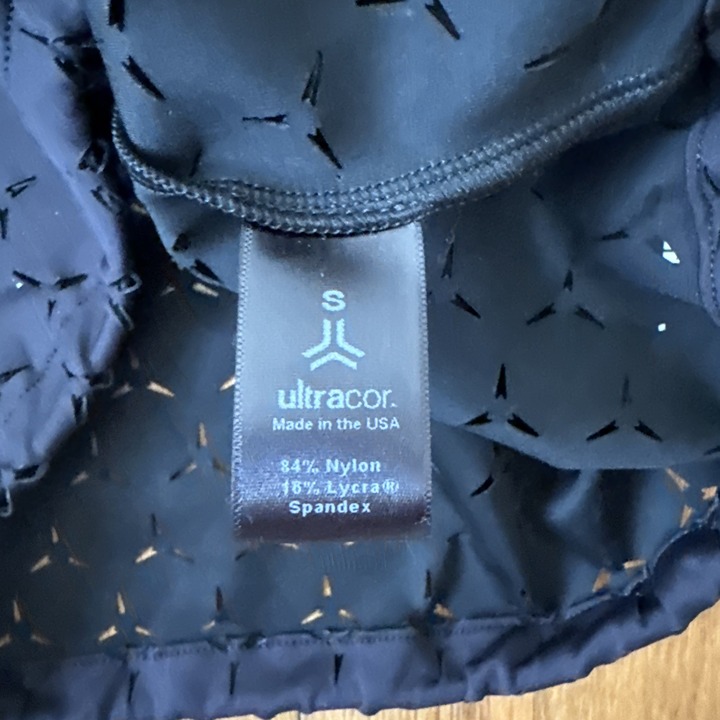 S
ultracor.
Made in the USA
84% Nylon
16% Lycra®
Spandex